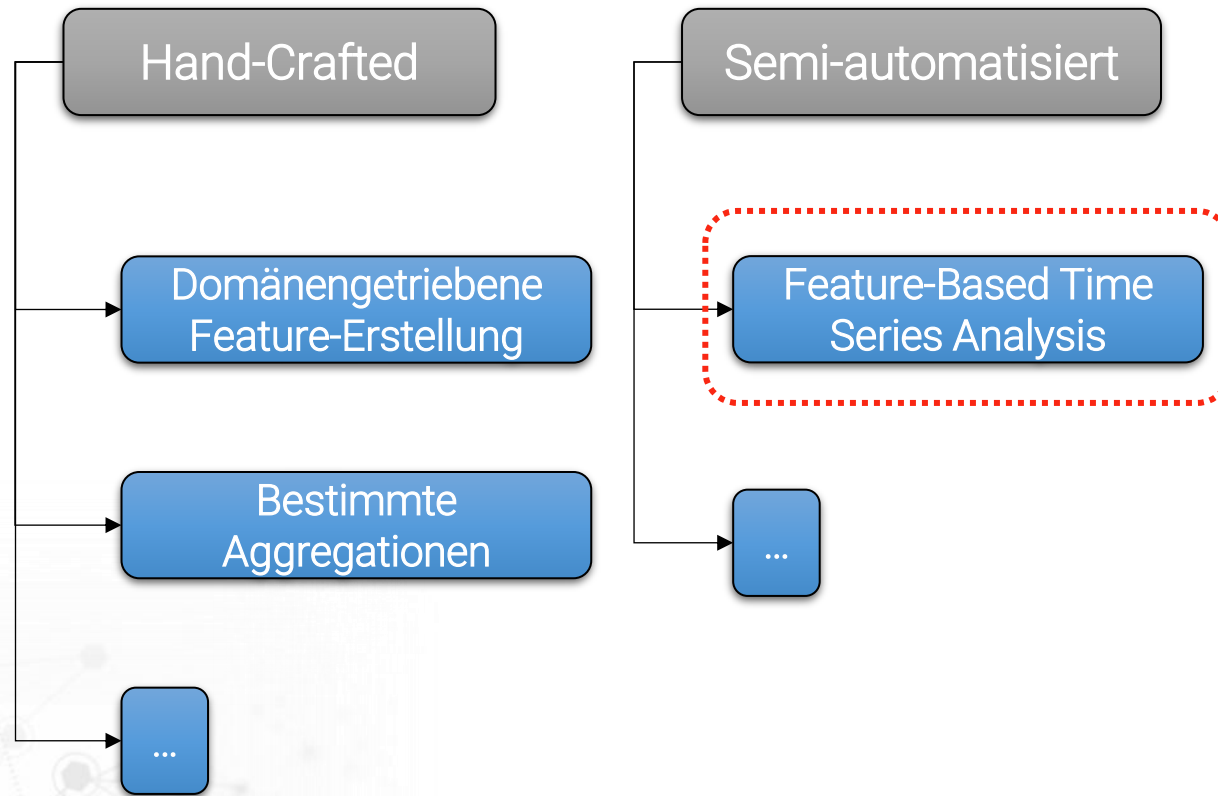 Hand-Crafted
Domänengetriebene
Feature-Erstellung
Bestimmte
Aggregationen
...
Semi-automatisiert
Feature-Based Time
Series Analysis
...